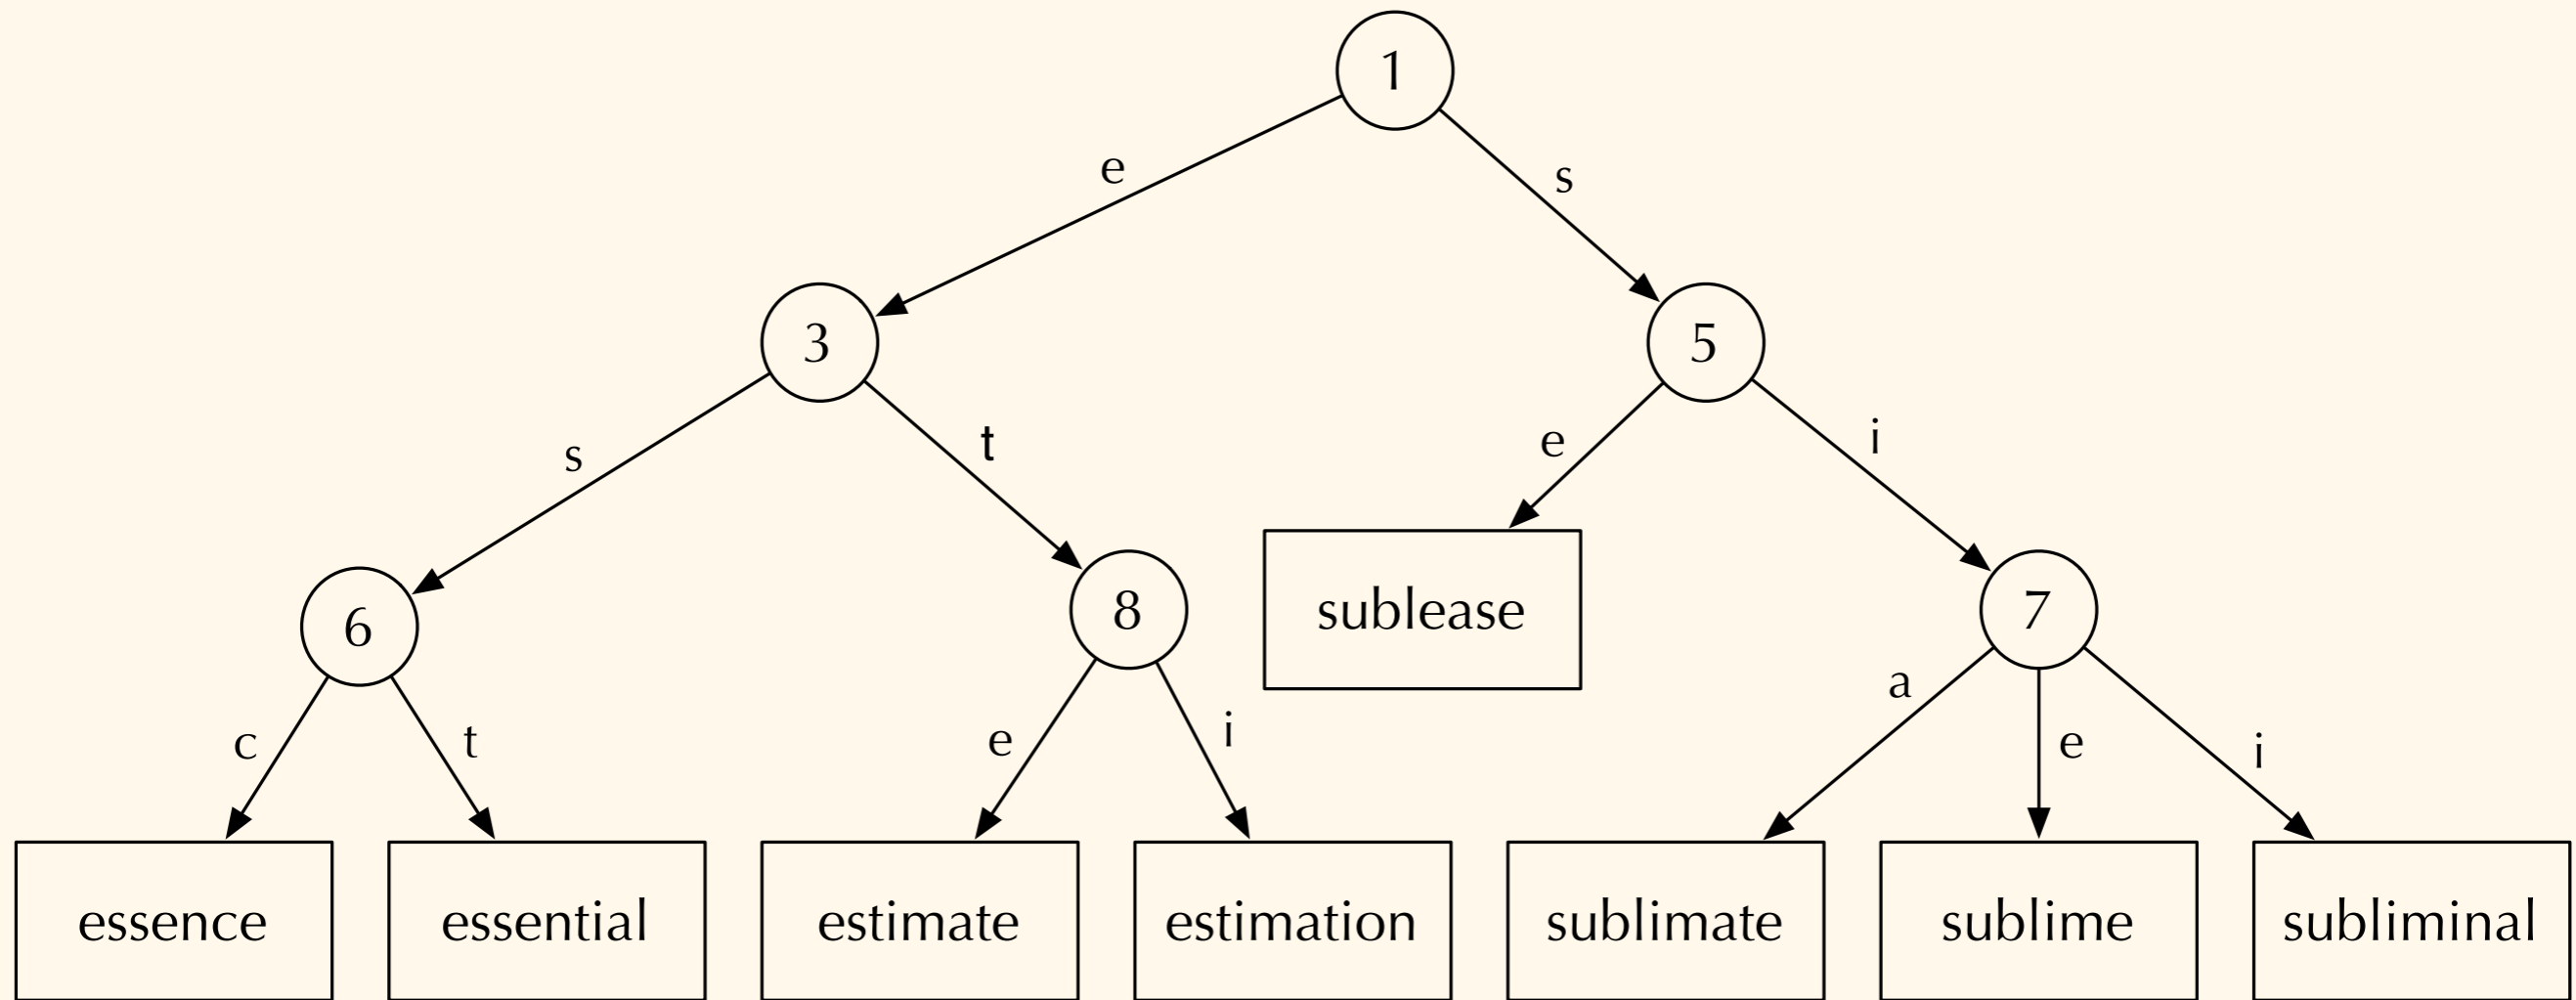 1
e
s
3
5
s
t
e
i
6
8
sublease
7
c
t
e
i
a
e
i
essence
essential
estimate
estimation
sublimate
sublime
subliminal